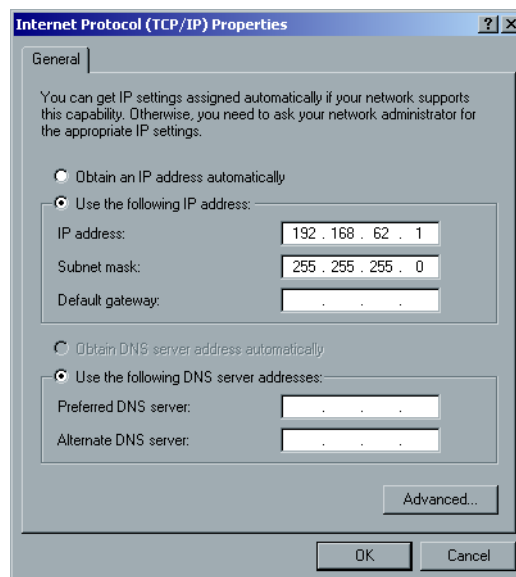 Internet Protocol (TCP/IP) Properties
General
You can get IP settings assigned automatically if your network supports
this capability. Otherwise, you need to ask your network administrator for
the appropriate IP settings.
Obtain an IP address automatically
Use the following IP address:
IP address: 192 . 168 . 62 . 1
Subnet mask: 255 . 255 . 255 . 0
Default gateway: . . .
Obtain DNS server address automatically
Use the following DNS server addresses:
Preferred DNS server: . . .
Alternate DNS server: . . .
Advanced...
OK Cancel